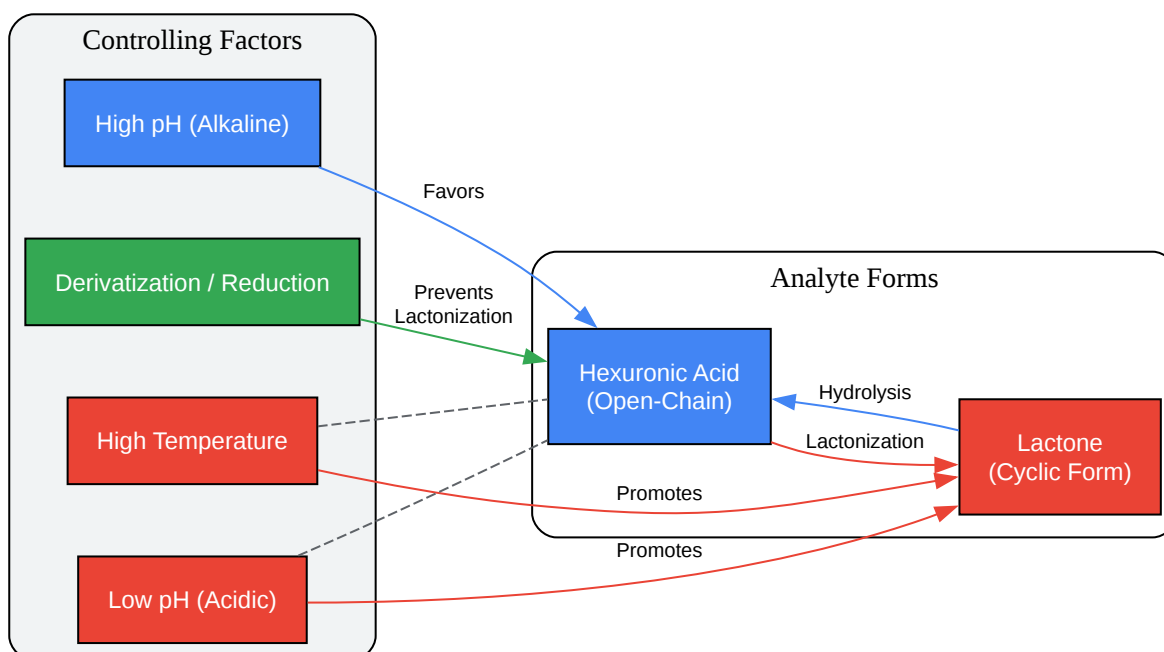 Controlling Factors
High pH (Alkaline)
Favors
Derivatization / Reduction
Prevents
Lactonization
Analyte Forms
Hexuronic Acid
(Open-Chain)
Hydrolysis
Lactonization
Lactone
(Cyclic Form)
High Temperature
Promotes
Promotes
Low pH (Acidic)